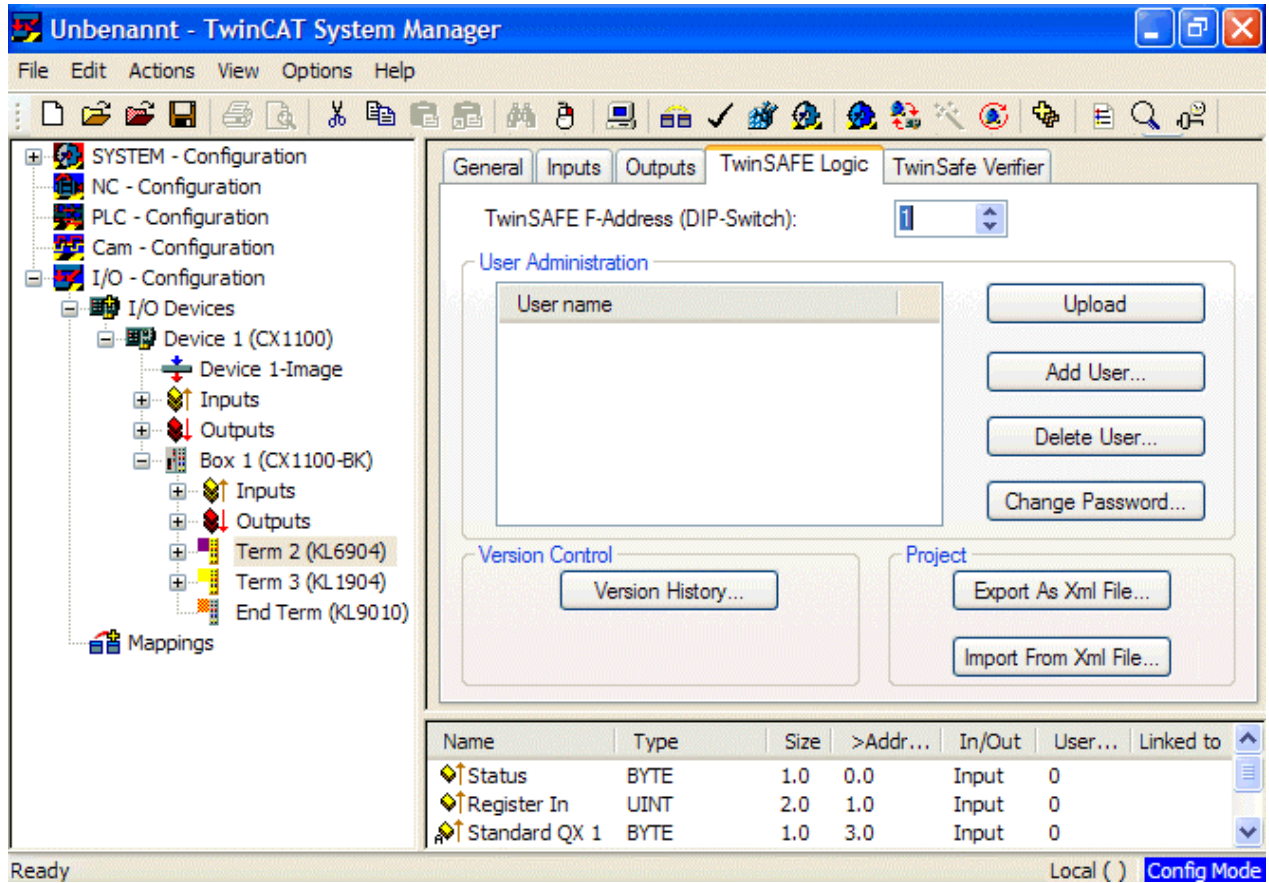 Unbenannt - TwinCAT System Manager
File Edit Actions View Options Help
SYSTEM - Configuration
NC - Configuration
PLC - Configuration
Cam - Configuration
I/O - Configuration
I/O Devices
Device 1 (CX1100)
Device 1-Image
Inputs
Outputs
Box 1 (CX1100-BK)
Inputs
Outputs
Term 2 (KL6904)
Term 3 (KL1904)
End Term (KL9010)
Mappings
General Inputs Outputs TwinSAFE Logic TwinSafe Verifier
TwinSAFE F-Address (DIP-Switch): 1
User Administration
User name
Upload
Add User...
Delete User...
Change Password...
Version Control
Version History...
Project
Export As Xml File...
Import From Xml File...
Name Type Size >Addr... In/Out User... Linked to
Status BYTE 1.0 0.0 Input 0
Register In UINT 2.0 1.0 Input 0
Standard QX 1 BYTE 1.0 3.0 Input 0
Ready Local ( ) Config Mode